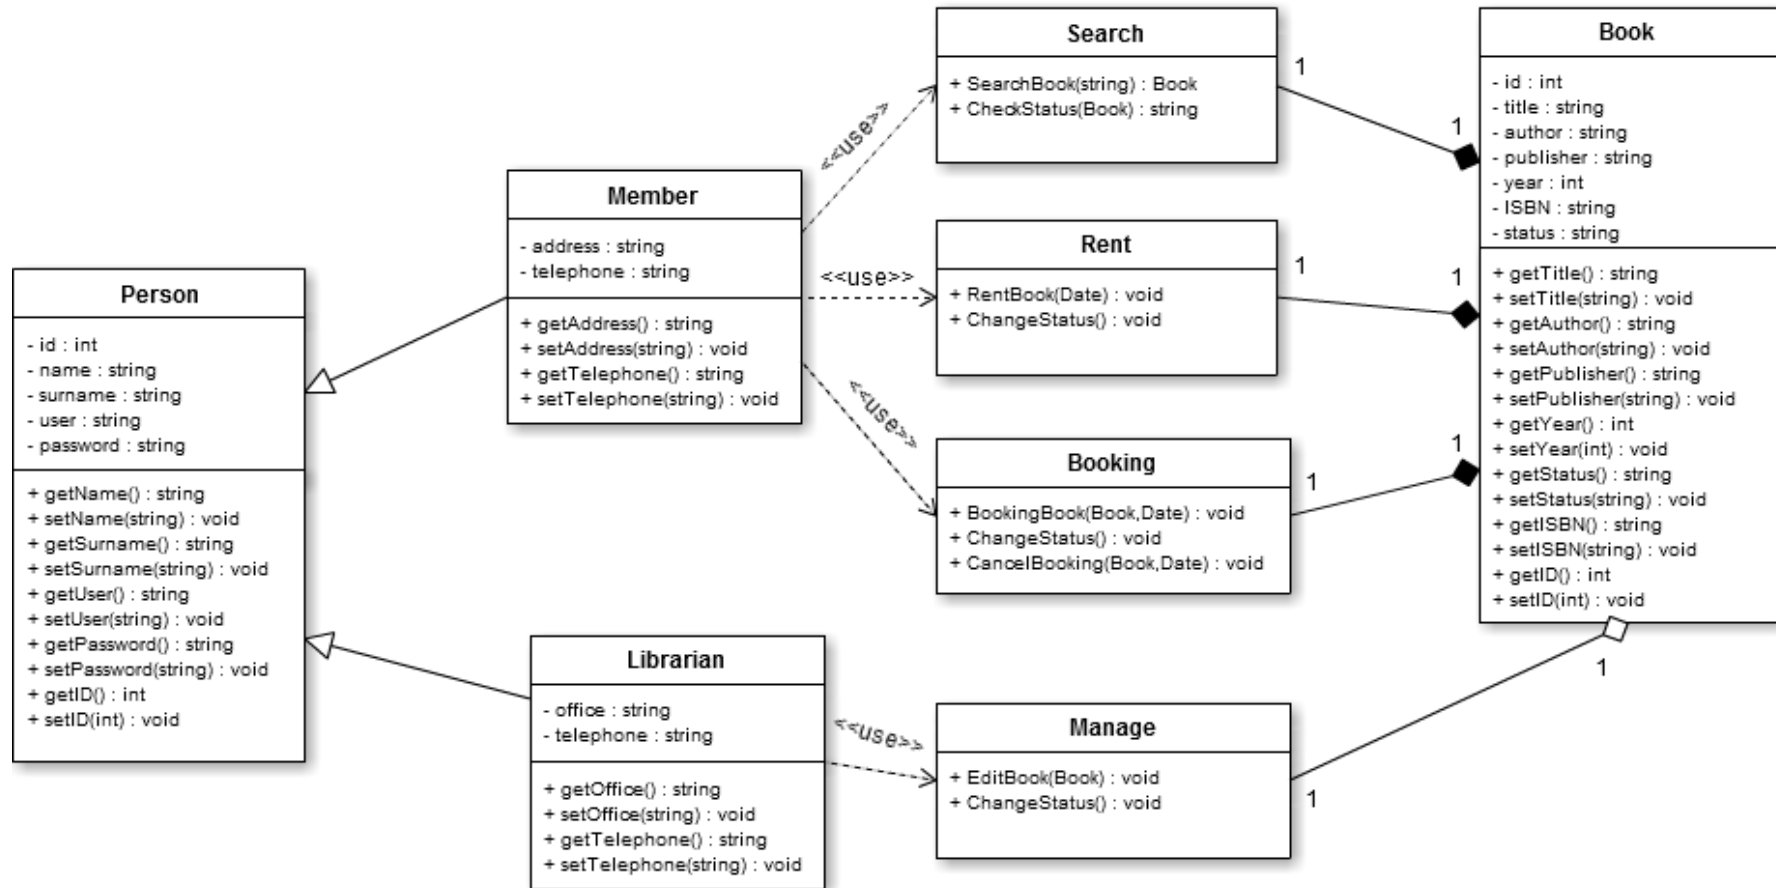 Person
- id : int
- name : string
- surname : string
- user : string
- password : string
+ getName() : string
+ setName(string) : void
+ getSurname() : string
+ setSurname(string) : void
+ getUser() : string
+ setUser(string) : void
+ getPassword() : string
+ setPassword(string) : void
+ getID() : int
+ setID(int) : void
Member
- address : string
- telephone : string
+ getAddress() : string
+ setAddress(string) : void
+ getTelephone() : string
+ setTelephone(string) : void
Librarian
- office : string
- telephone : string
+ getOffice() : string
+ setOffice(string) : void
+ getTelephone() : string
+ setTelephone(string) : void
<<use>>
<<use>>
<<use>>
<<use>>
Search
+ SearchBook(string) : Book
+ CheckStatus(Book) : string
Rent
+ RentBook(Date) : void
+ ChangeStatus() : void
Booking
+ BookingBook(Book,Date) : void
+ ChangeStatus() : void
+ CancelBooking(Book,Date) : void
Manage
+ EditBook(Book) : void
+ ChangeStatus() : void
1
1
1
1
1
1
1
1
Book
- id : int
- title : string
- author : string
- publisher : string
- year : int
- ISBN : string
- status : string
+ getTitle() : string
+ setTitle(string) : void
+ getAuthor() : string
+ setAuthor(string) : void
+ getPublisher() : string
+ setPublisher(string) : void
+ getYear() : int
+ setYear(int) : void
+ getStatus() : string
+ setStatus(string) : void
+ getISBN() : string
+ setISBN(string) : void
+ getID() : int
+ setID(int) : void